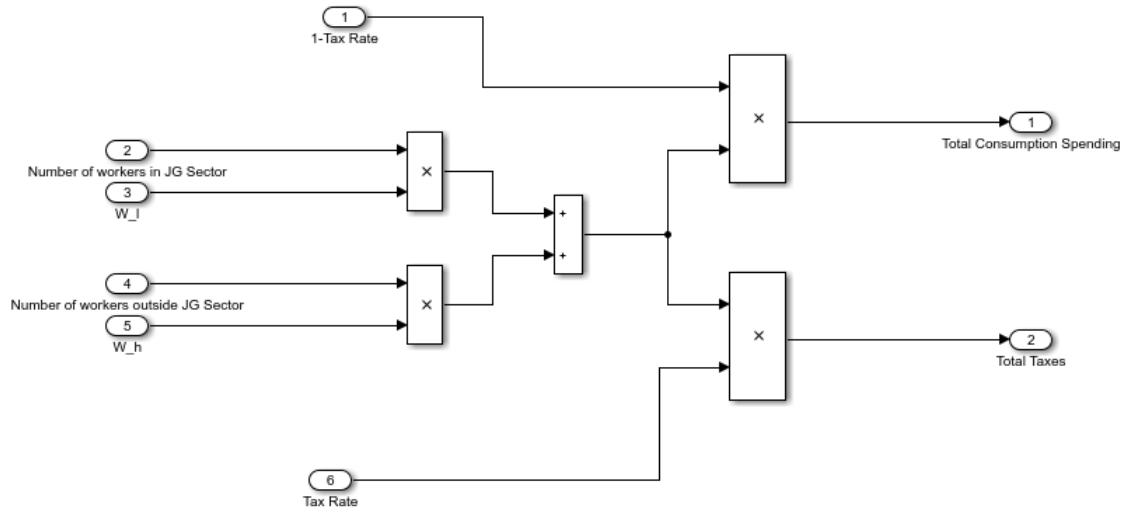 1
1-Tax Rate
×
1
Total Consumption Spending
2
Number of workers in JG Sector
×
3
W_l
+
+
4
Number of workers outside JG Sector
×
5
W_h
×
2
Total Taxes
6
Tax Rate